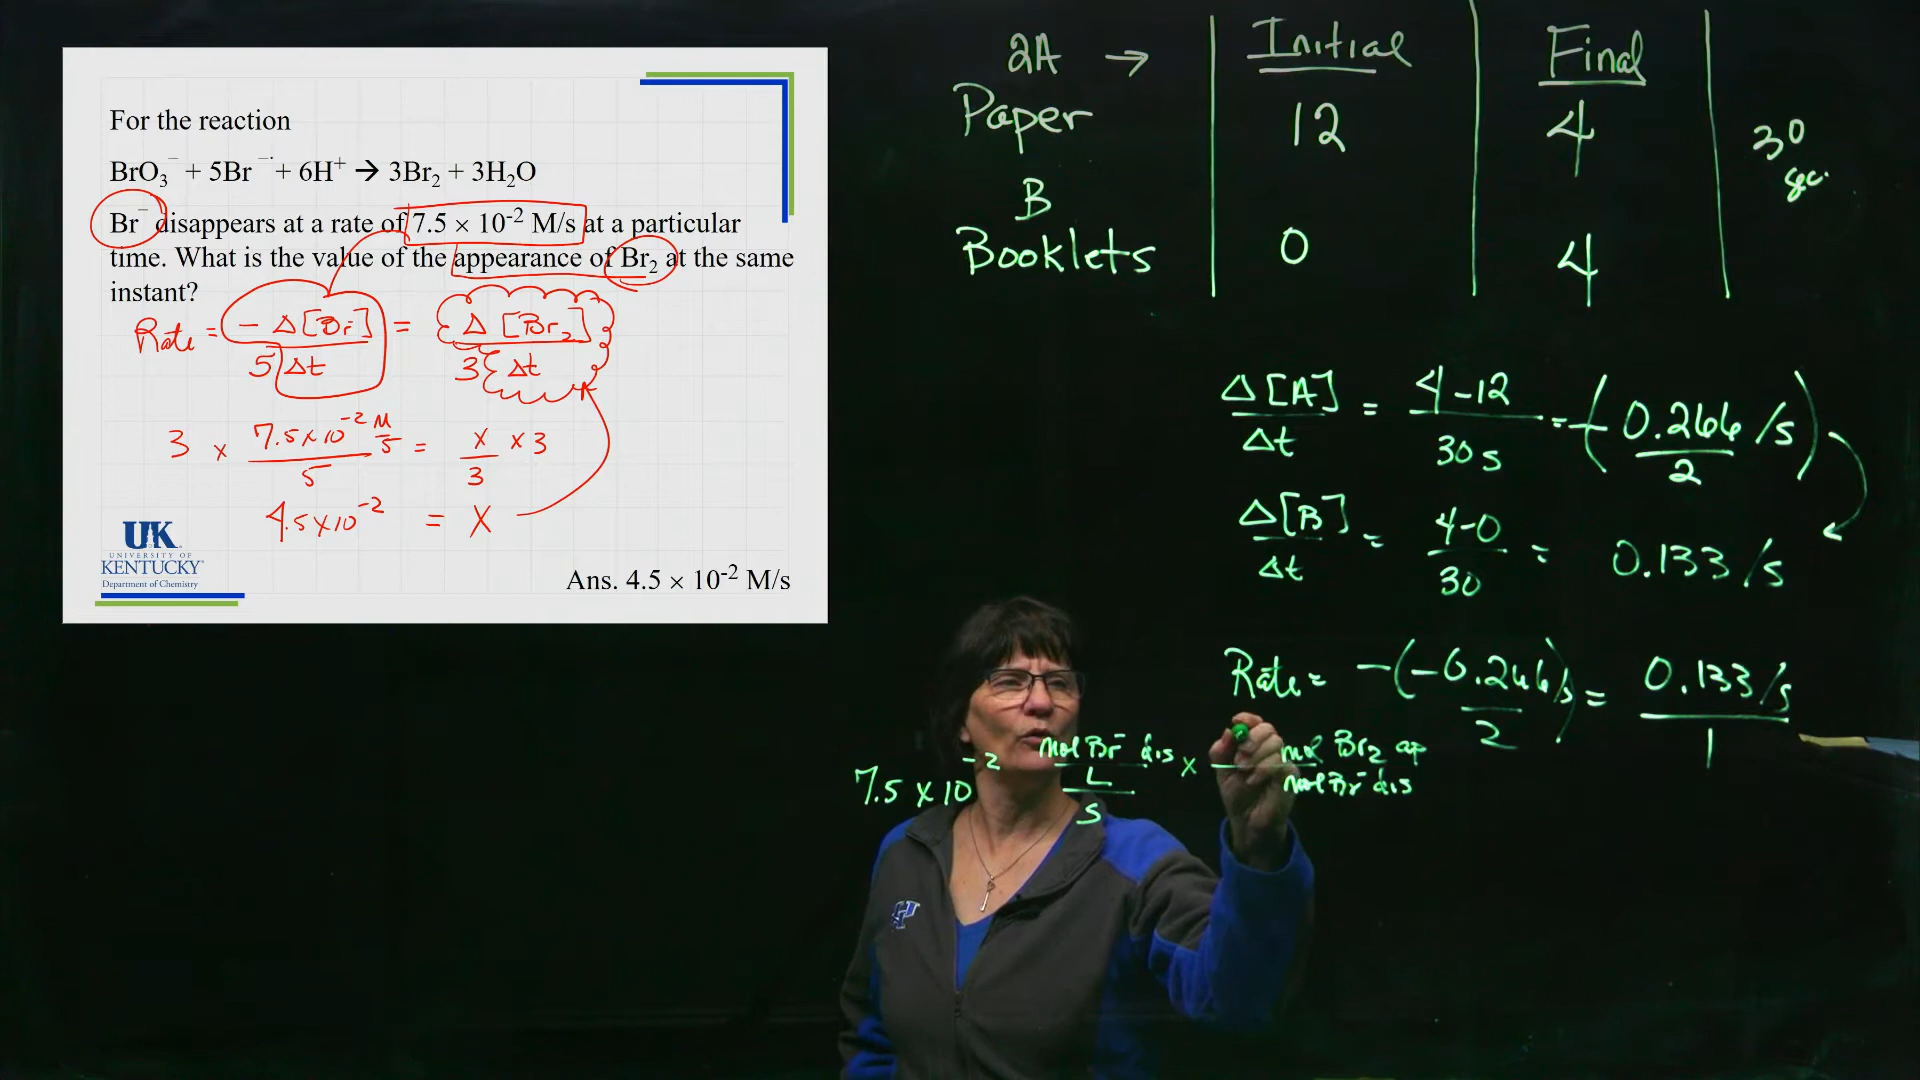 For the reaction
BrO₃⁻ + 5Br⁻ + 6H⁺ → 3Br₂ + 3H₂O
Br⁻ disappears at a rate of 7.5 × 10⁻² M/s at a particular
time. What is the value of the appearance of Br₂ at the same
instant?
Rate = - Δ[Br⁻] / 5 Δt = Δ[Br₂] / 3 Δt
3 × 7.5 x 10⁻² M/s / 5 = x / 3 x 3
4.5 x 10⁻² = X
UK
UNIVERSITY OF
KENTUCKY
Department of Chemistry
Ans. 4.5 × 10⁻² M/s
2A → Initial Final
Paper 12 4 30 sec.
B
Booklets 0 4
Δ[A] / Δt = 4-12 / 30s = -(0.266/s / 2)
Δ[B] / Δt = 4-0 / 30 = 0.133/s
Rate = -(-0.266/s / 2) = 0.133/s / 1
7.5 x 10⁻² mol Br⁻ dis / L / s x mol Br₂ ap / mol Br⁻ dis